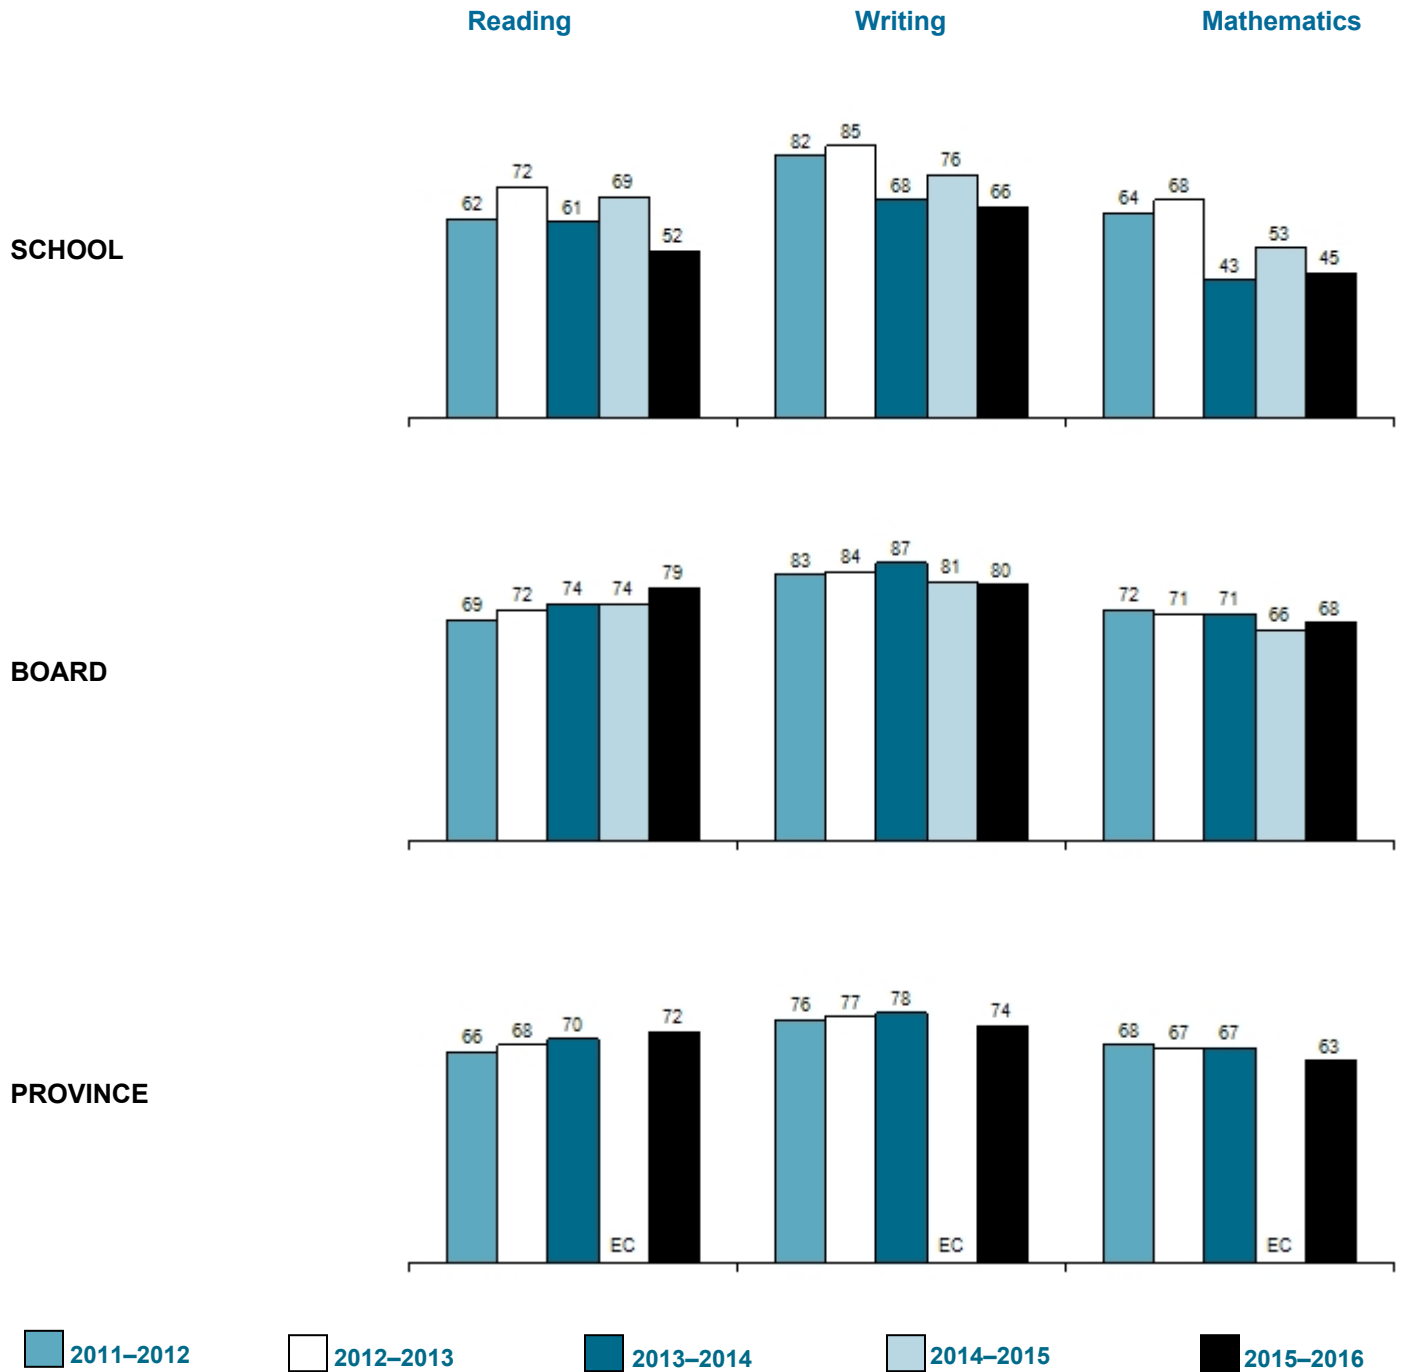 Reading Writing Mathematics
SCHOOL
62 72 61 69 52 82 85 68 76 66 64 68 43 53 45
BOARD
69 72 74 74 79 83 84 87 81 80 72 71 71 66 68
PROVINCE
66 68 70 EC 72 76 77 78 EC 74 68 67 67 EC 63
2011–2012 2012–2013 2013–2014 2014–2015 2015–2016